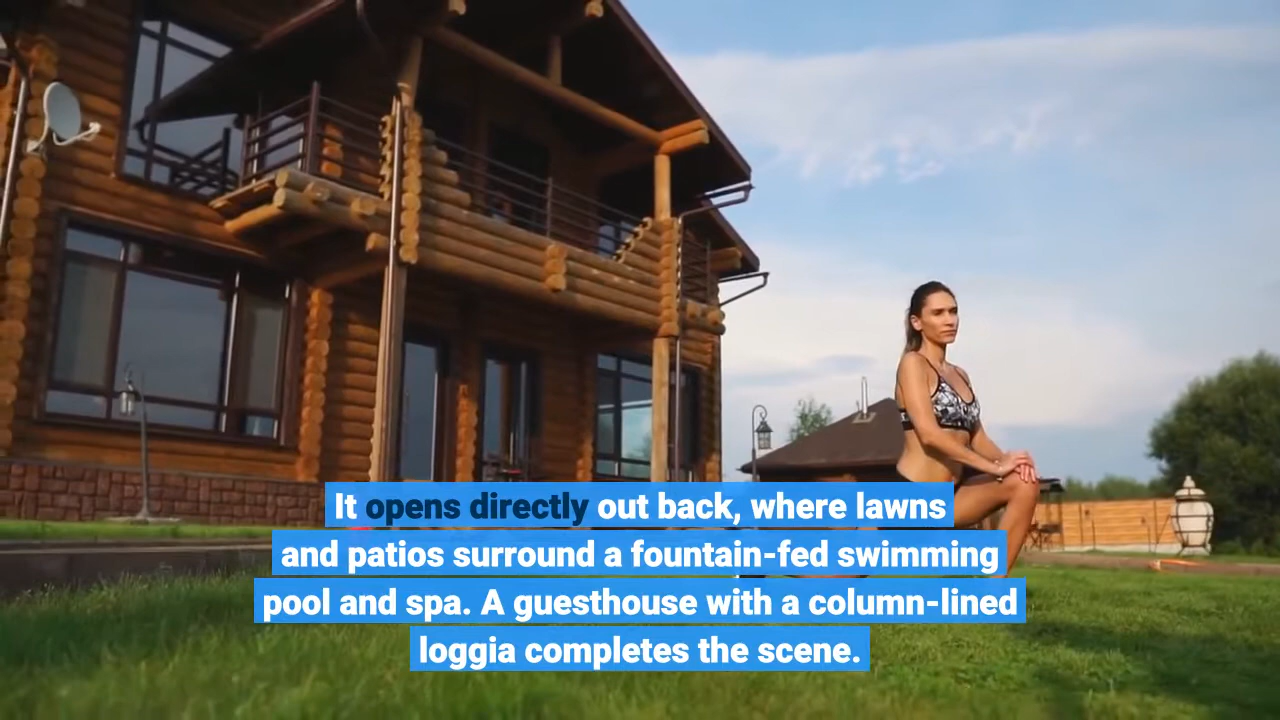 It opens directly out back, where lawns
and patios surround a fountain-fed swimming
pool and spa. A guesthouse with a column-lined
loggia completes the scene.